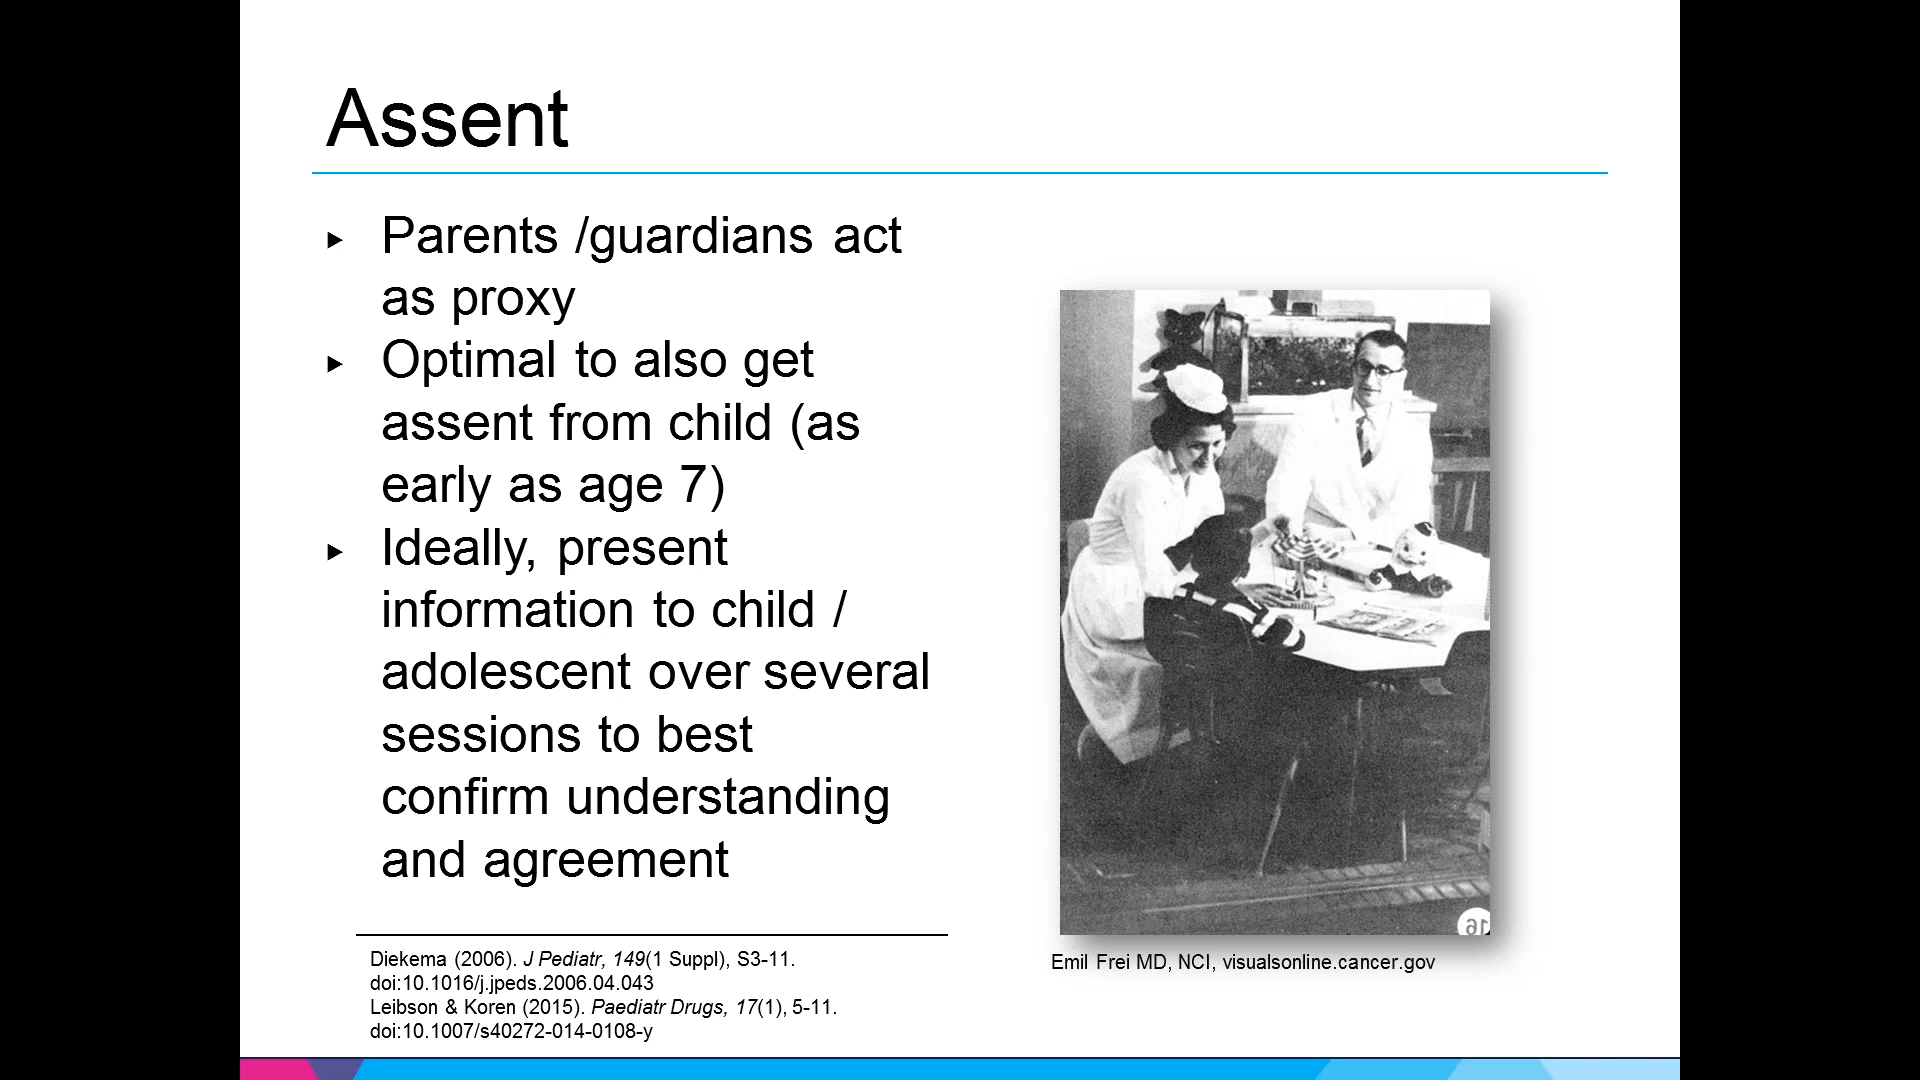 Assent
▸ Parents /guardians act
as proxy
▸ Optimal to also get
assent from child (as
early as age 7)
▸ Ideally, present
information to child /
adolescent over several
sessions to best
confirm understanding
and agreement
Diekema (2006). J Pediatr, 149(1 Suppl), S3-11.
doi:10.1016/j.jpeds.2006.04.043
Leibson & Koren (2015). Paediatr Drugs, 17(1), 5-11.
doi:10.1007/s40272-014-0108-y
16
Emil Frei MD, NCI, visualsonline.cancer.gov